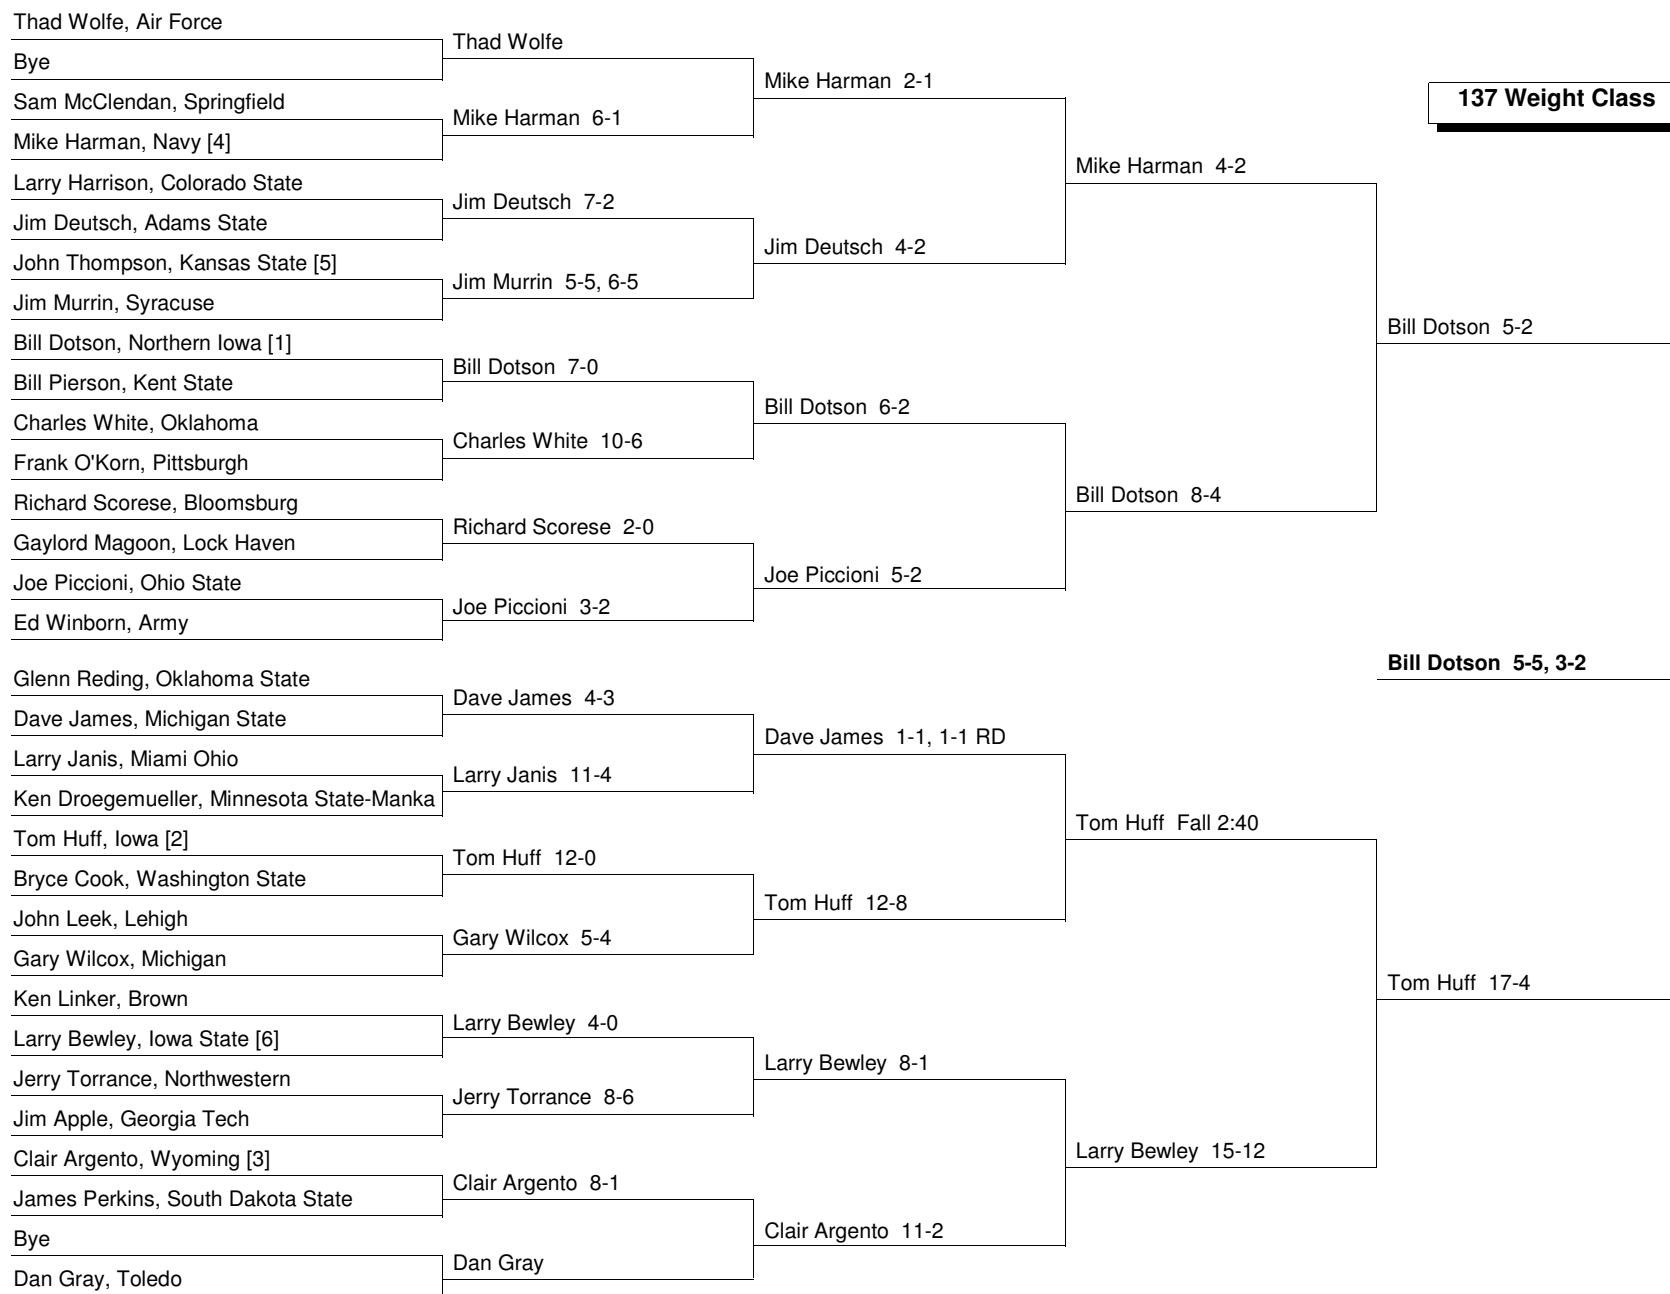 Thad Wolfe, Air Force
Bye
Sam McClendan, Springfield
Mike Harman, Navy [4]
Larry Harrison, Colorado State
Jim Deutsch, Adams State
John Thompson, Kansas State [5]
Jim Murrin, Syracuse
Bill Dotson, Northern Iowa [1]
Bill Pierson, Kent State
Charles White, Oklahoma
Frank O'Korn, Pittsburgh
Richard Scorese, Bloomsburg
Gaylord Magoon, Lock Haven
Joe Piccioni, Ohio State
Ed Winborn, Army
Glenn Reding, Oklahoma State
Dave James, Michigan State
Larry Janis, Miami Ohio
Ken Droegemueller, Minnesota State-Manka
Tom Huff, Iowa [2]
Bryce Cook, Washington State
John Leek, Lehigh
Gary Wilcox, Michigan
Ken Linker, Brown
Larry Bewley, Iowa State [6]
Jerry Torrance, Northwestern
Jim Apple, Georgia Tech
Clair Argento, Wyoming [3]
James Perkins, South Dakota State
Bye
Dan Gray, Toledo
Thad Wolfe
Mike Harman 6-1
Jim Deutsch 7-2
Jim Murrin 5-5, 6-5
Bill Dotson 7-0
Charles White 10-6
Richard Scorese 2-0
Joe Piccioni 3-2
Dave James 4-3
Larry Janis 11-4
Tom Huff 12-0
Gary Wilcox 5-4
Larry Bewley 4-0
Jerry Torrance 8-6
Clair Argento 8-1
Dan Gray
Mike Harman 2-1
Jim Deutsch 4-2
Bill Dotson 6-2
Joe Piccioni 5-2
Dave James 1-1, 1-1 RD
Tom Huff 12-8
Larry Bewley 8-1
Clair Argento 11-2
Mike Harman 4-2
Bill Dotson 8-4
Tom Huff Fall 2:40
Larry Bewley 15-12
137 Weight Class
Bill Dotson 5-2
Bill Dotson 5-5, 3-2
Tom Huff 17-4